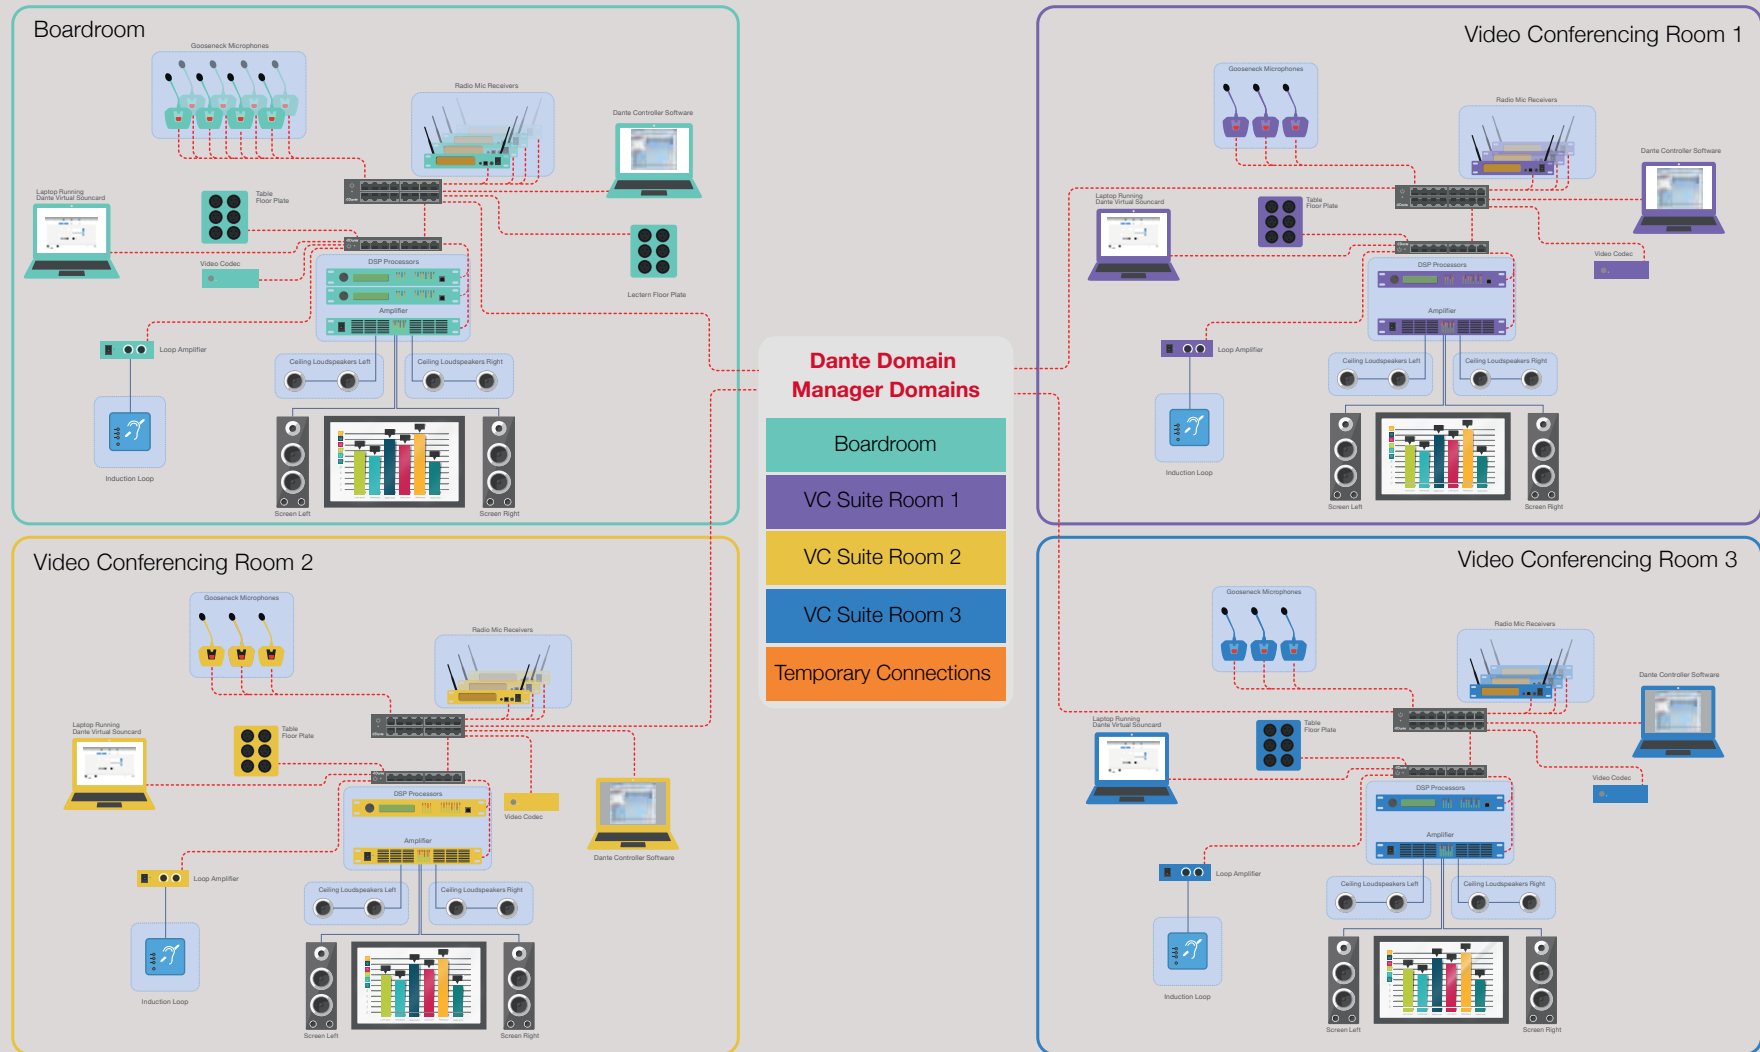 Boardroom
Gooseneck Microphones
Radio Mic Receivers
Dante Controller Software
Laptop Running
Dante Virtual Souncard
Table
Floor Plate
Video Codec
DSP Processors
Lectern Floor Plate
Amplifier
Loop Amplifier
Ceiling Loudspeakers Left
Ceiling Loudspeakers Right
Induction Loop
Screen Left
Screen Right
Video Conferencing Room 1
Gooseneck Microphones
Radio Mic Receivers
Dante Controller Software
Laptop Running
Dante Virtual Souncard
Table
Floor Plate
Video Codec
DSP Processors
Amplifier
Loop Amplifier
Ceiling Loudspeakers Left
Ceiling Loudspeakers Right
Induction Loop
Screen Left
Screen Right
Dante Domain
Manager Domains
Boardroom
VC Suite Room 1
VC Suite Room 2
VC Suite Room 3
Temporary Connections
Video Conferencing Room 2
Gooseneck Microphones
Radio Mic Receivers
Laptop Running
Dante Virtual Souncard
Table
Floor Plate
DSP Processors
Video Codec
Amplifier
Dante Controller Software
Loop Amplifier
Ceiling Loudspeakers Left
Ceiling Loudspeakers Right
Induction Loop
Screen Left
Screen Right
Video Conferencing Room 3
Gooseneck Microphones
Radio Mic Receivers
Dante Controller Software
Laptop Running
Dante Virtual Souncard
Table
Floor Plate
Video Codec
DSP Processors
Amplifier
Loop Amplifier
Ceiling Loudspeakers Left
Ceiling Loudspeakers Right
Induction Loop
Screen Left
Screen Right